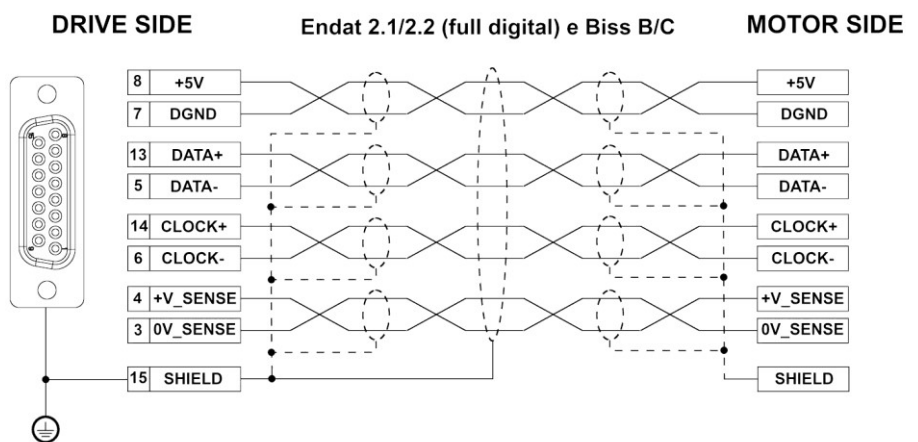 DRIVE SIDE Endat 2.1/2.2 (full digital) e Biss B/C MOTOR SIDE
8 +5V +5V
7 DGND DGND
13 DATA+ DATA+
5 DATA- DATA-
14 CLOCK+ CLOCK+
6 CLOCK- CLOCK-
4 +V_SENSE +V_SENSE
3 0V_SENSE 0V_SENSE
15 SHIELD SHIELD